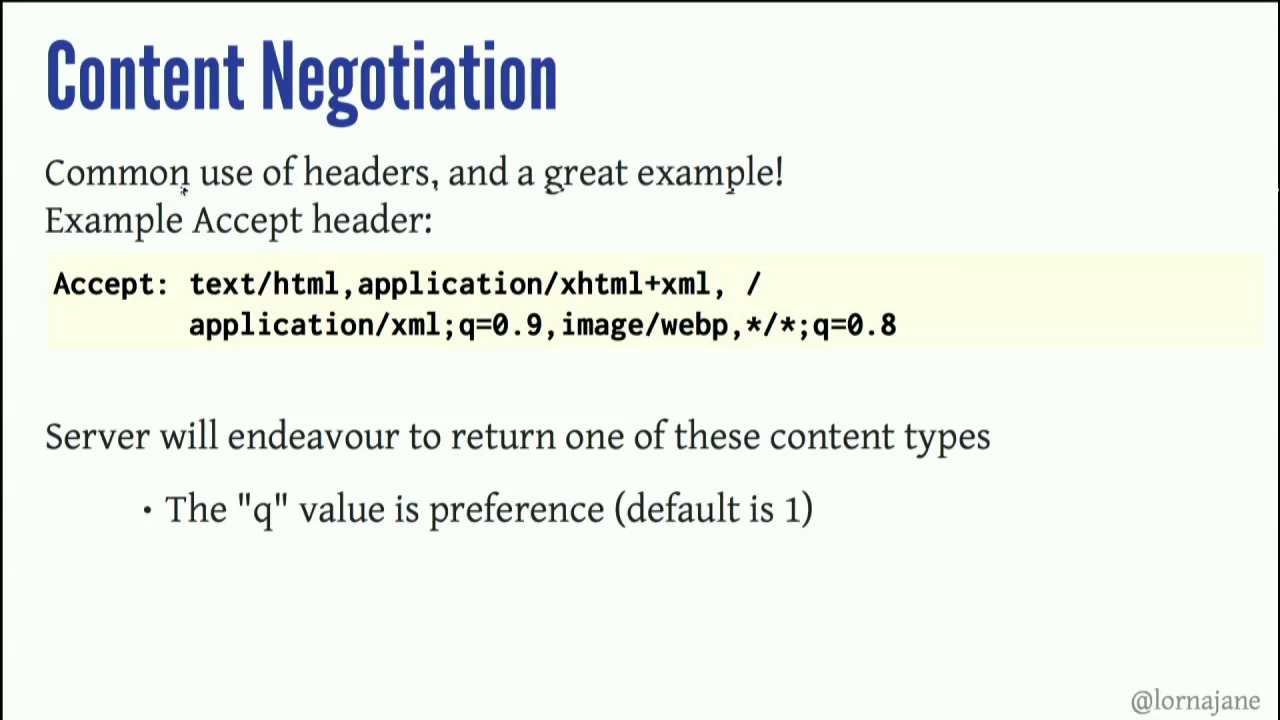 Content Negotiation
Common use of headers, and a great example!
Example Accept header:
Accept: text/html,application/xhtml+xml, /
application/xml;q=0.9,image/webp,*/*;q=0.8
Server will endeavour to return one of these content types
• The "q" value is preference (default is 1)
@lornajane